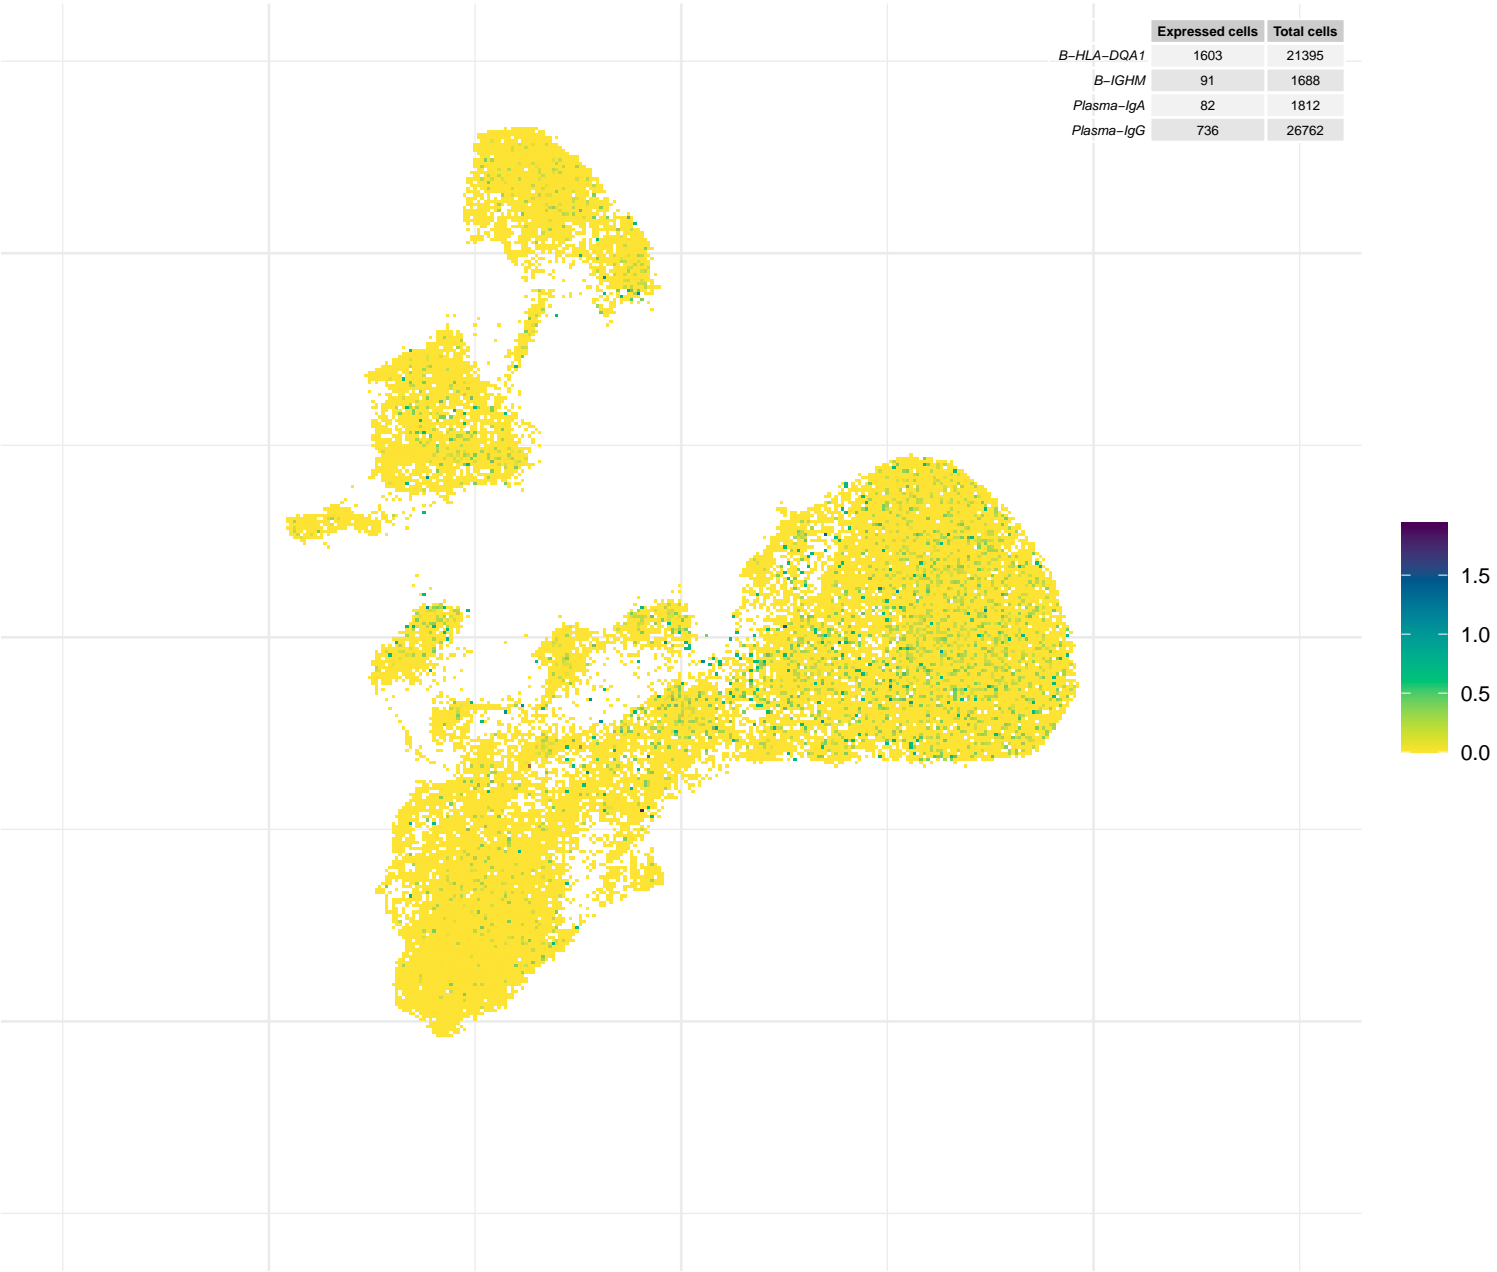 Expressed cells Total cells
B−HLA−DQA1 1603 21395
B−IGHM 91 1688
Plasma−IgA 82 1812
Plasma−IgG 736 26762
1.5
1.0
0.5
0.0